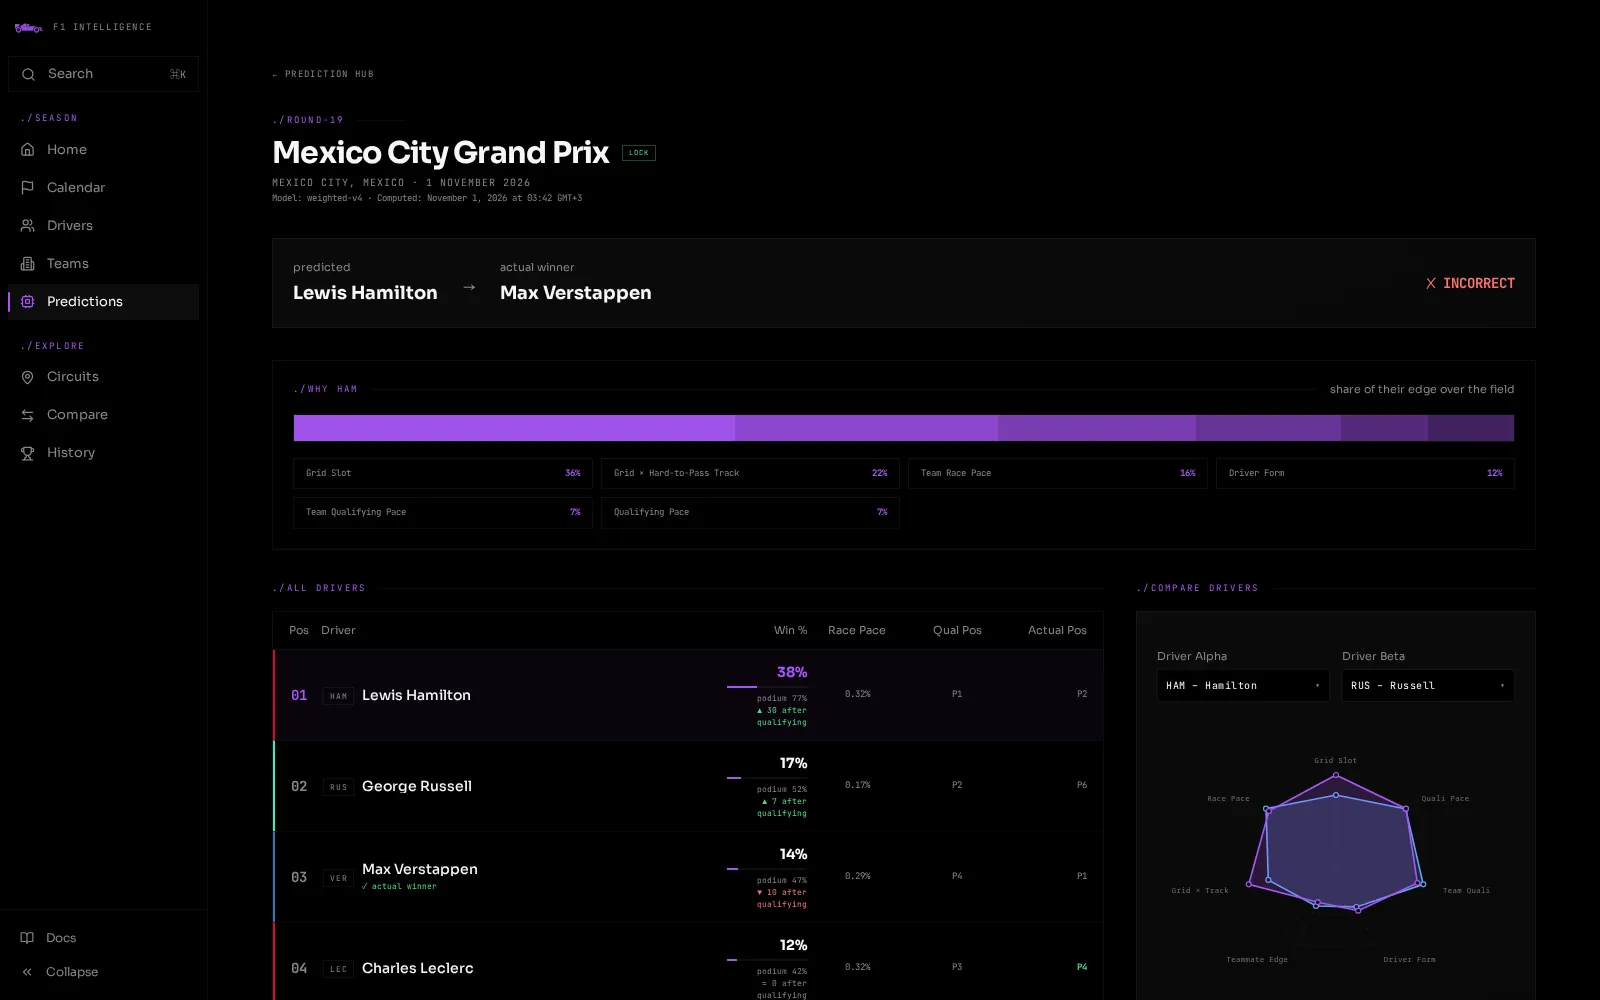 F1 INTELLIGENCE
Search ⌘K
./SEASON
Home
Calendar
Drivers
Teams
Predictions
./EXPLORE
Circuits
Compare
History
Docs
Collapse
← PREDICTION HUB
./ROUND-19
Mexico City Grand Prix LOCK
MEXICO CITY, MEXICO · 1 NOVEMBER 2026
Model: weighted-v4 · Computed: November 1, 2026 at 03:42 GMT+3
predicted
Lewis Hamilton
→
actual winner
Max Verstappen
╳ INCORRECT
./WHY HAM share of their edge over the field
Grid Slot 36%
Grid × Hard-to-Pass Track 22%
Team Race Pace 16%
Driver Form 12%
Team Qualifying Pace 7%
Qualifying Pace 7%
./ALL DRIVERS
Pos Driver Win % Race Pace Qual Pos Actual Pos
01 HAM Lewis Hamilton 38% 0.32% P1 P2
podium 77%
▲ 30 after
qualifying
02 RUS George Russell 17% 0.17% P2 P6
podium 52%
▲ 7 after
qualifying
03 VER Max Verstappen 14% 0.29% P4 P1
✓ actual winner
podium 47%
▼ 10 after
qualifying
04 LEC Charles Leclerc 12% 0.32% P3 P4
podium 42%
= 0 after
qualifying
./COMPARE DRIVERS
Driver Alpha
HAM – Hamilton
Driver Beta
RUS – Russell
Grid Slot
Race Pace
Quali Pace
Grid × Track
Team Quali
Teammate Edge
Driver Form